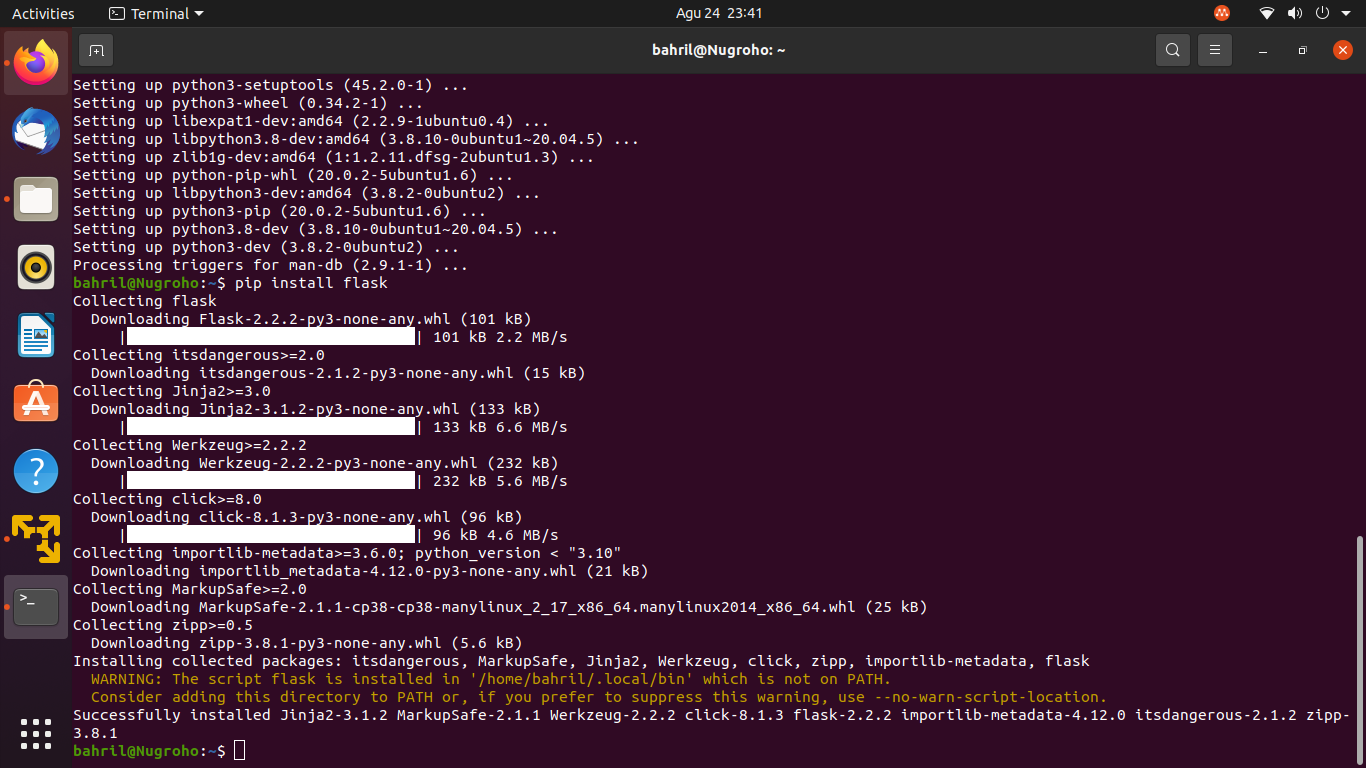 Activities Terminal Agu 24 23:41
bahril@Nugroho: ~
Setting up python3-setuptools (45.2.0-1) ...
Setting up python3-wheel (0.34.2-1) ...
Setting up libexpat1-dev:amd64 (2.2.9-1ubuntu0.4) ...
Setting up libpython3.8-dev:amd64 (3.8.10-0ubuntu1~20.04.5) ...
Setting up zlib1g-dev:amd64 (1:1.2.11.dfsg-2ubuntu1.3) ...
Setting up python-pip-whl (20.0.2-5ubuntu1.6) ...
Setting up libpython3-dev:amd64 (3.8.2-0ubuntu2) ...
Setting up python3-pip (20.0.2-5ubuntu1.6) ...
Setting up python3.8-dev (3.8.10-0ubuntu1~20.04.5) ...
Setting up python3-dev (3.8.2-0ubuntu2) ...
Processing triggers for man-db (2.9.1-1) ...
bahril@Nugroho:~$ pip install flask
Collecting flask
  Downloading Flask-2.2.2-py3-none-any.whl (101 kB)
     | | 101 kB 2.2 MB/s
Collecting itsdangerous>=2.0
  Downloading itsdangerous-2.1.2-py3-none-any.whl (15 kB)
Collecting Jinja2>=3.0
  Downloading Jinja2-3.1.2-py3-none-any.whl (133 kB)
     | | 133 kB 6.6 MB/s
Collecting Werkzeug>=2.2.2
  Downloading Werkzeug-2.2.2-py3-none-any.whl (232 kB)
     | | 232 kB 5.6 MB/s
Collecting click>=8.0
  Downloading click-8.1.3-py3-none-any.whl (96 kB)
     | | 96 kB 4.6 MB/s
Collecting importlib-metadata>=3.6.0; python_version < "3.10"
  Downloading importlib_metadata-4.12.0-py3-none-any.whl (21 kB)
Collecting MarkupSafe>=2.0
  Downloading MarkupSafe-2.1.1-cp38-cp38-manylinux_2_17_x86_64.manylinux2014_x86_64.whl (25 kB)
Collecting zipp>=0.5
  Downloading zipp-3.8.1-py3-none-any.whl (5.6 kB)
Installing collected packages: itsdangerous, MarkupSafe, Jinja2, Werkzeug, click, zipp, importlib-metadata, flask
  WARNING: The script flask is installed in '/home/bahril/.local/bin' which is not on PATH.
  Consider adding this directory to PATH or, if you prefer to suppress this warning, use --no-warn-script-location.
Successfully installed Jinja2-3.1.2 MarkupSafe-2.1.1 Werkzeug-2.2.2 click-8.1.3 flask-2.2.2 importlib-metadata-4.12.0 itsdangerous-2.1.2 zipp-
3.8.1
bahril@Nugroho:~$